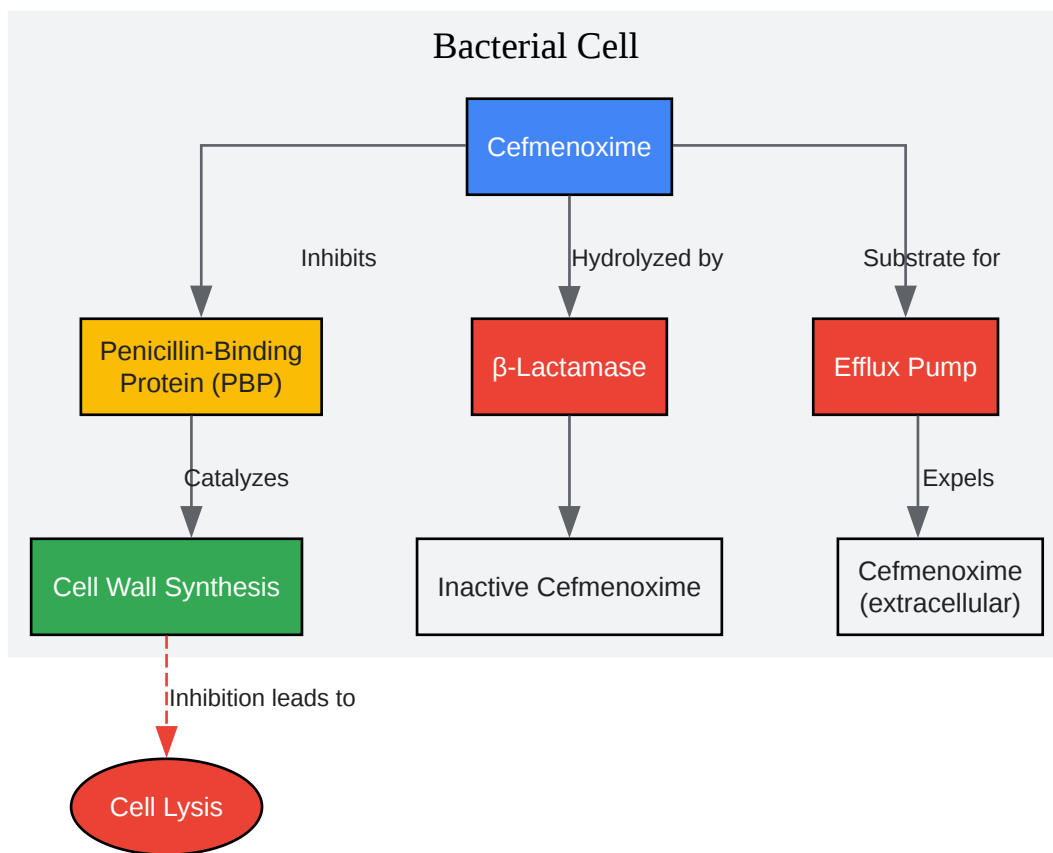 Bacterial Cell
Cefmenoxime
Inhibits
Hydrolyzed by
Substrate for
Penicillin-Binding
Protein (PBP)
β-Lactamase
Efflux Pump
Catalyzes
Expels
Cell Wall Synthesis
Inactive Cefmenoxime
Cefmenoxime
(extracellular)
Inhibition leads to
Cell Lysis